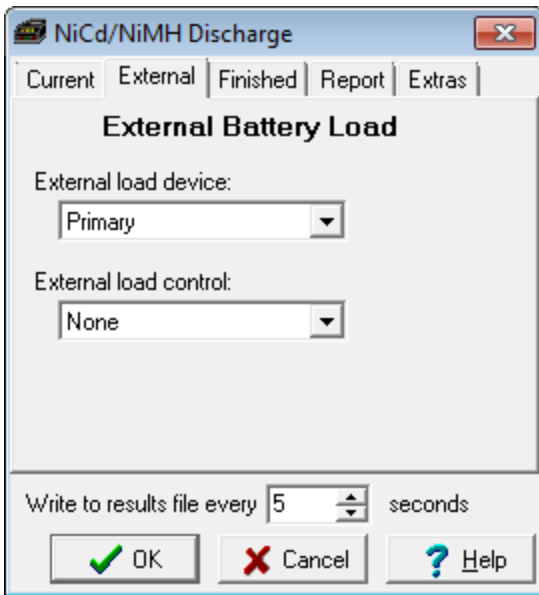 NiCd/NiMH Discharge
Current External Finished Report Extras
External Battery Load
External load device:
Primary
External load control:
None
Write to results file every 5 seconds
OK Cancel ? Help